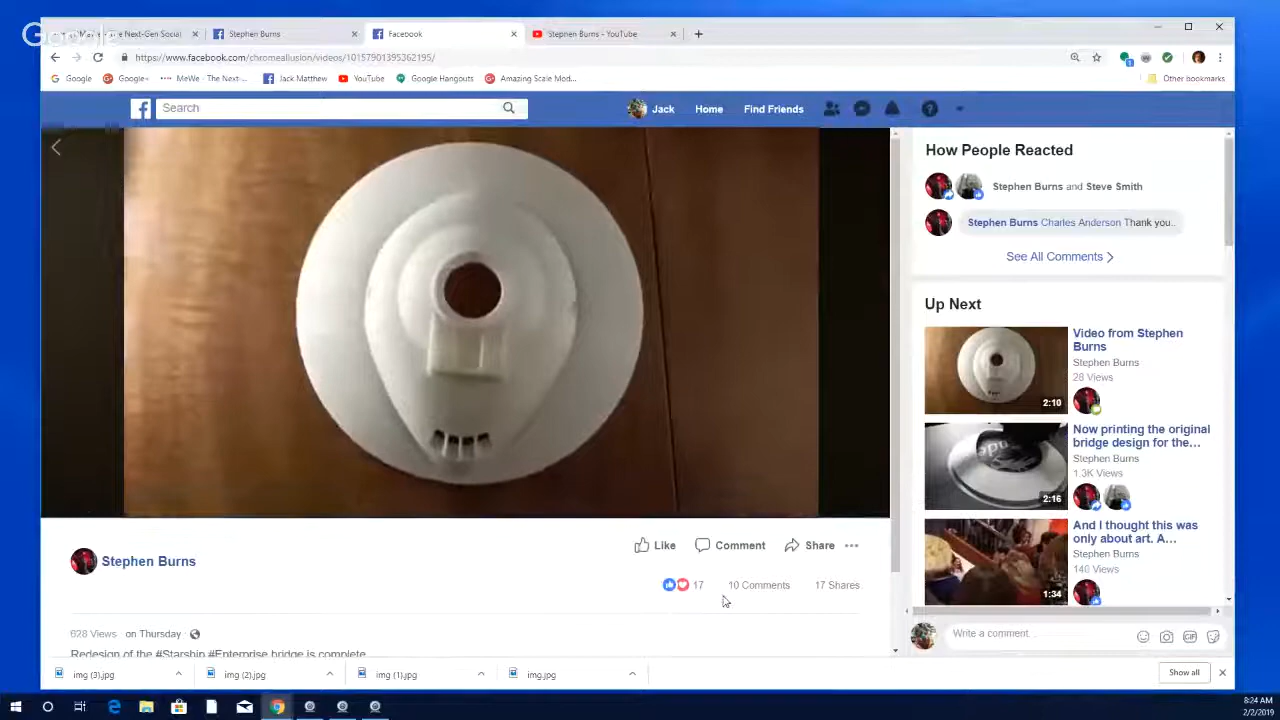 Next-Gen Social
Stephen Burns
Facebook
Stephen Burns - YouTube
https://www.facebook.com/chromeallusion/videos/10157901395362195/
Google
Google+
MeWe - The Next-...
Jack Matthew
YouTube
Google Hangouts
Amazing Scale Mod...
Other bookmarks
Search
Jack
Home
Find Friends
How People Reacted
Stephen Burns and Steve Smith
Stephen Burns Charles Anderson Thank you..
See All Comments
Up Next
Video from Stephen
Burns
Stephen Burns
28 Views
2:10
Now printing the original
bridge design for the...
Stephen Burns
1.3K Views
2:16
And I thought this was
only about art. A...
Stephen Burns
140 Views
1:34
Like
Comment
Share
Stephen Burns
17
10 Comments
17 Shares
628 Views on Thursday
Redesign of the #Starship #Enterprise bridge is complete
Write a comment...
GIF
img (3).jpg
img (2).jpg
img (1).jpg
img.jpg
Show all
8:24 AM
2/2/2019